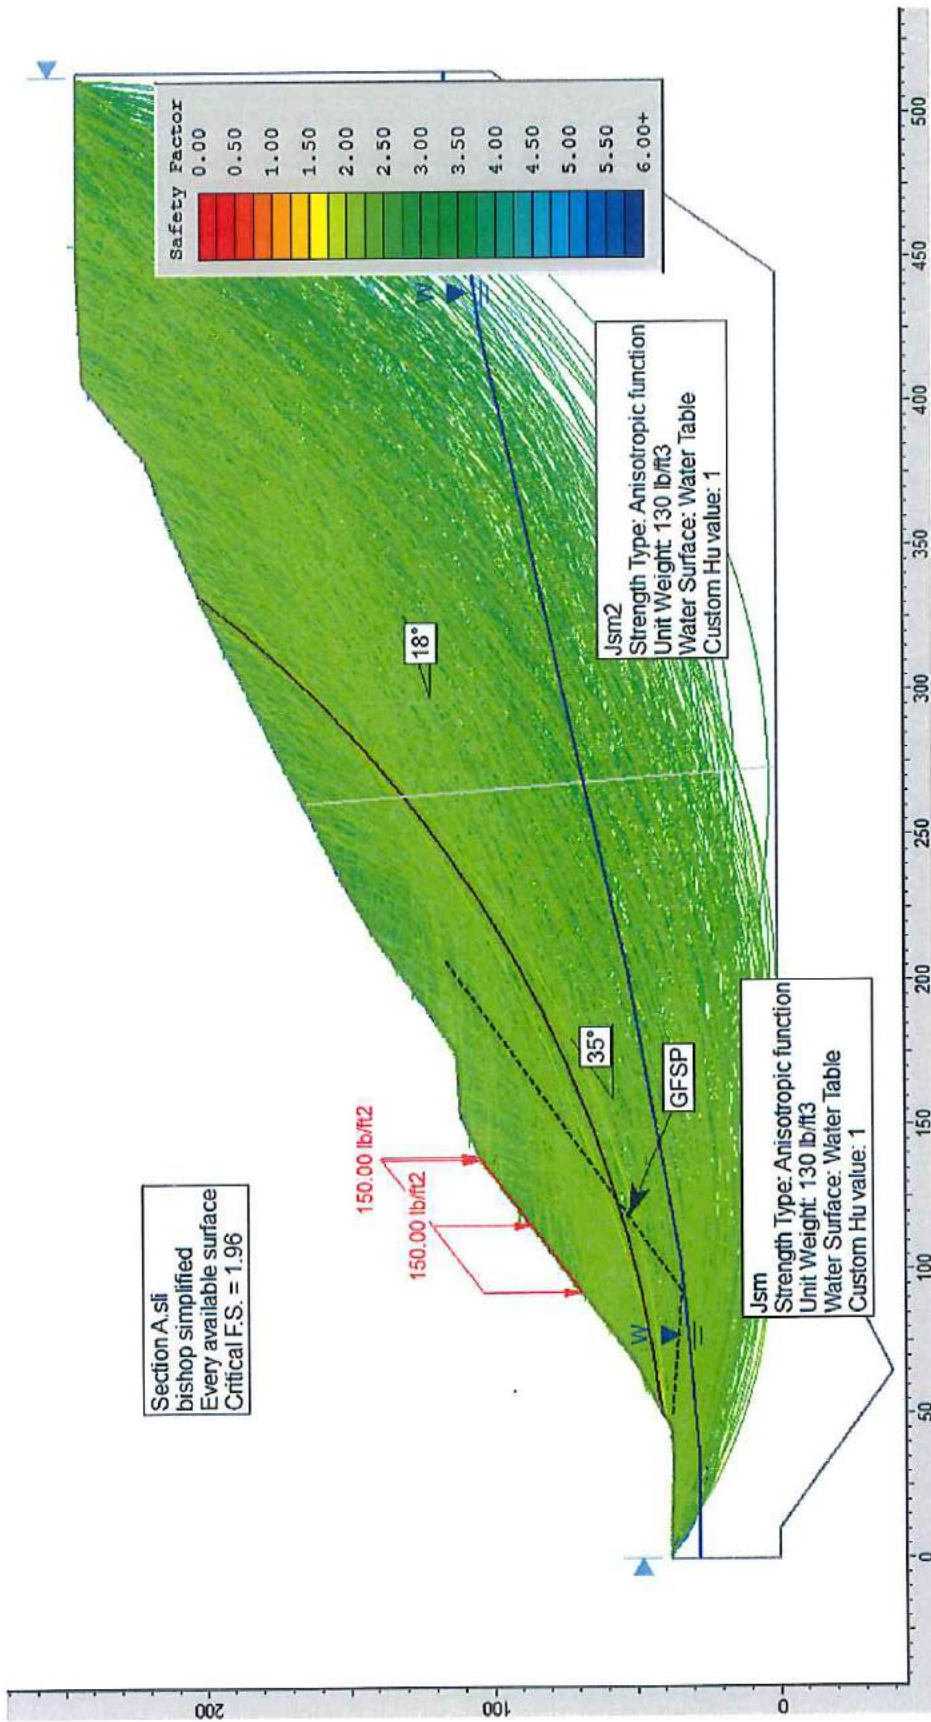 Section A.sli
bishop simplified
Every available surface
Critical F.S. = 1.96
150.00 lb/ft2
150.00 lb/ft2
Safety Factor
0.00
0.50
1.00
1.50
2.00
2.50
3.00
3.50
4.00
4.50
5.00
5.50
6.00+
18°
35°
GFSP
W
W
Jsm
Strength Type: Anisotropic function
Unit Weight: 130 lb/ft3
Water Surface: Water Table
Custom Hu value: 1
Jsm2
Strength Type: Anisotropic function
Unit Weight: 130 lb/ft3
Water Surface: Water Table
Custom Hu value: 1
200
100
0
0
50
100
150
200
250
300
350
400
450
500